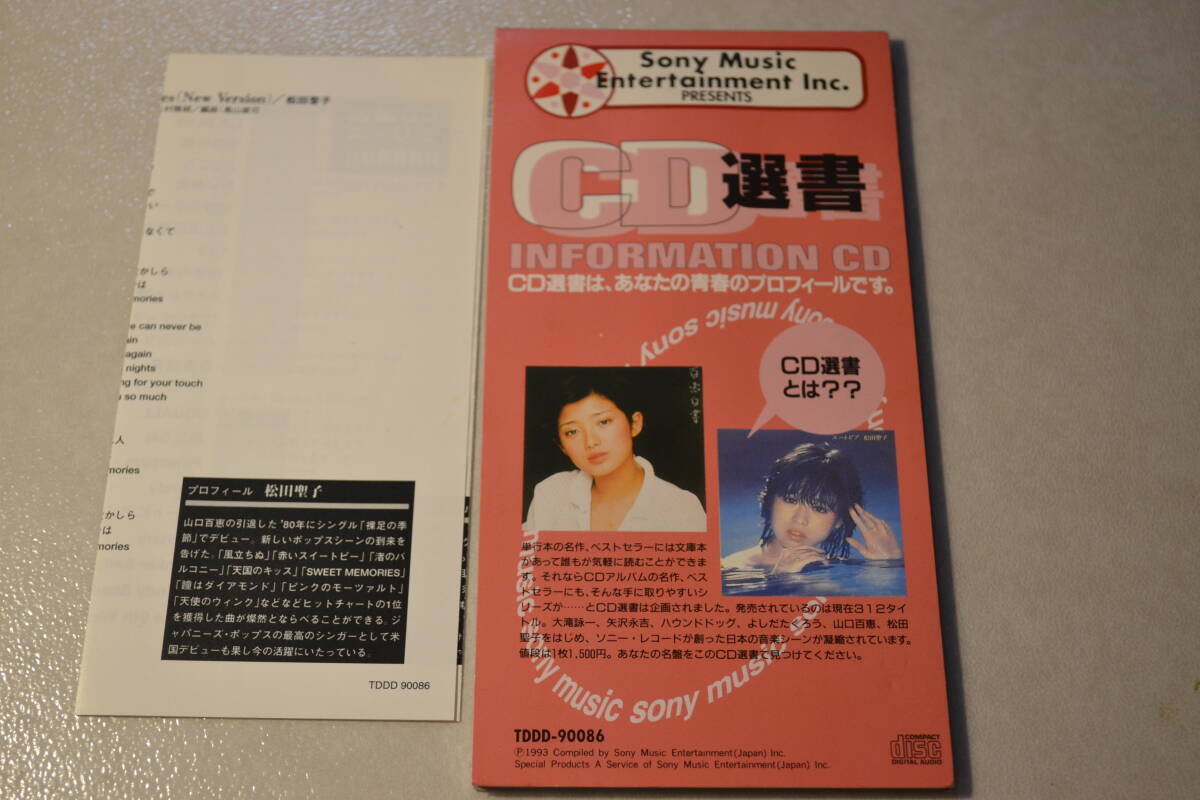 es (New Version)／松田聖子
い
なくて
かしら
は
mories
e can never be
ain
again
nights
ng for your touch
u so much
人
mories
かしら
は
mories
プロフィール 松田聖子
山口百恵の引退した'80年にシングル「裸足の季
節」でデビュー。新しいポップスシーンの到来を
告げた。「風立ちぬ」「赤いスイートピー」「渚のバ
ルコニー」「天国のキッス」「SWEET MEMORIES」
「瞳はダイアモンド」「ピンクのモーツァルト」
「天使のウィンク」などなどヒットチャートの1位
を獲得した曲が燦然とならべることができる。ジ
ャパニーズ・ポップスの最高のシンガーとして米
国デビューも果し今の活躍にいたっている。
TDDD 90086
Sony Music
Entertainment Inc.
PRESENTS
CD選書
INFORMATION CD
CD選書は、あなたの青春のプロフィールです。
sony music sony
CD選書
とは？？
ユートピア 松田聖子
単行本の名作、ベストセラーには文庫本
があって誰もが気軽に読むことができま
す。それならCDアルバムの名作、ベス
トセラーにも、そんな手に取りやすいシ
リーズが……とCD選書は企画されました。発売されているのは現在312タイ
トル。大滝詠一、矢沢永吉、ハウンドドッグ、よしだたくろう、山口百恵、松田
聖子をはじめ、ソニー・レコードが創った日本の音楽シーンが凝縮されています。
値段は1枚1,500円。あなたの名盤をこのCD選書で見つけてください。
music sony music sony music so
TDDD-90086
Ⓟ1993 Compiled by Sony Music Entertainment(Japan) Inc.
Special Products A Service of Sony Music Entertainment(Japan) Inc.
COMPACT
disc
DIGITAL AUDIO